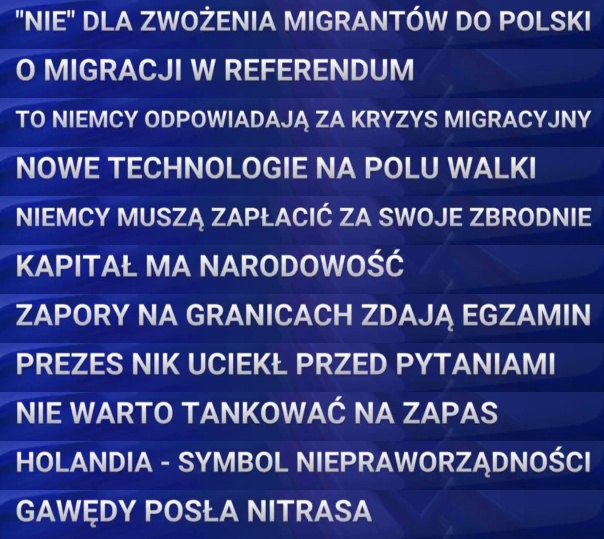 "NIE" DLA ZWOŻENIA MIGRANTÓW DO POLSKI
O MIGRACJI W REFERENDUM
TO NIEMCY ODPOWIADAJĄ ZA KRYZYS MIGRACYJNY
NOWE TECHNOLOGIE NA POLU WALKI
NIEMCY MUSZĄ ZAPŁACIĆ ZA SWOJE ZBRODNIE
KAPITAŁ MA NARODOWOŚĆ
ZAPORY NA GRANICACH ZDAJĄ EGZAMIN
PREZES NIK UCIEKŁ PRZED PYTANIAMI
NIE WARTO TANKOWAĆ NA ZAPAS
HOLANDIA - SYMBOL NIEPRAWORZĄDNOŚCI
GAWĘDY POSŁA NITRASA